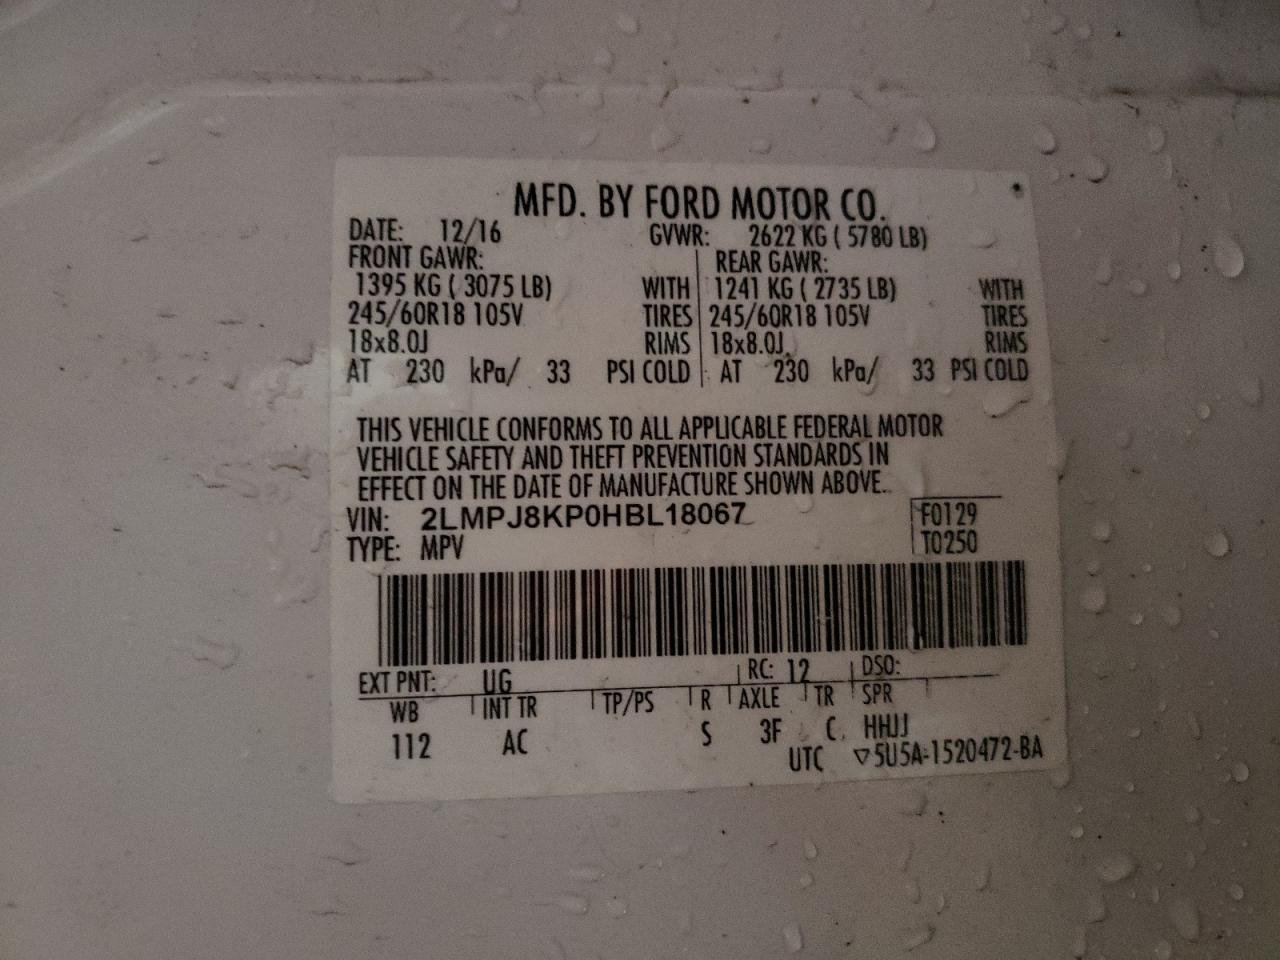 MFD. BY FORD MOTOR CO.
DATE: 12/16 GVWR: 2622 KG ( 5780 LB)
FRONT GAWR: REAR GAWR:
1395 KG ( 3075 LB) WITH 1241 KG ( 2735 LB) WITH
245/60R18 105V TIRES 245/60R18 105V TIRES
18x8.0J RIMS 18x8.0J RIMS
AT 230 kPa/ 33 PSI COLD AT 230 kPa/ 33 PSI COLD
THIS VEHICLE CONFORMS TO ALL APPLICABLE FEDERAL MOTOR
VEHICLE SAFETY AND THEFT PREVENTION STANDARDS IN
EFFECT ON THE DATE OF MANUFACTURE SHOWN ABOVE.
VIN: 2LMPJ8KP0HBL18067 F0129
TYPE: MPV T0250
EXT PNT: UG RC: 12 DSO:
WB INT TR TP/PS R AXLE TR SPR
112 AC S 3F C HHJJ
UTC ▽5U5A-1520472-BA